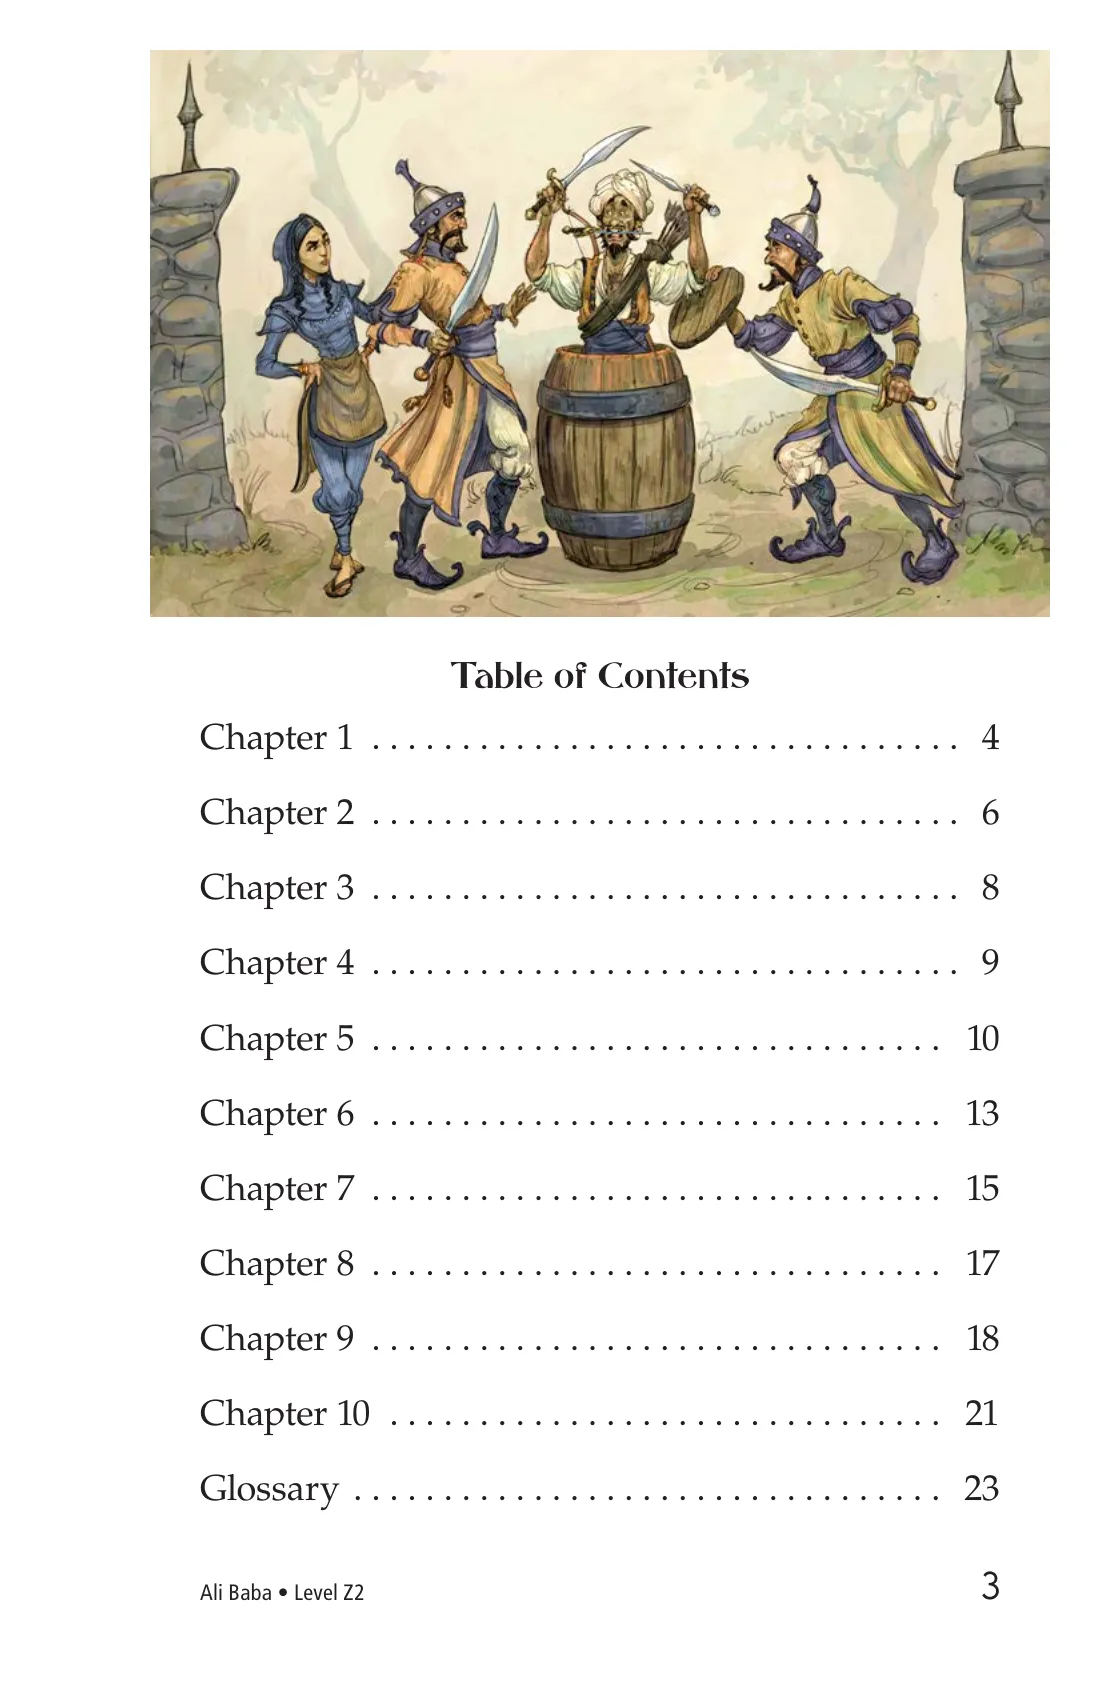 Table of Contents
Chapter 1 . . . . . . . . . . . . . . . . . . . . . . . . . . . . . . . . . 4
Chapter 2 . . . . . . . . . . . . . . . . . . . . . . . . . . . . . . . . . 6
Chapter 3 . . . . . . . . . . . . . . . . . . . . . . . . . . . . . . . . . 8
Chapter 4 . . . . . . . . . . . . . . . . . . . . . . . . . . . . . . . . . 9
Chapter 5 . . . . . . . . . . . . . . . . . . . . . . . . . . . . . . . . 10
Chapter 6 . . . . . . . . . . . . . . . . . . . . . . . . . . . . . . . . 13
Chapter 7 . . . . . . . . . . . . . . . . . . . . . . . . . . . . . . . . 15
Chapter 8 . . . . . . . . . . . . . . . . . . . . . . . . . . . . . . . . 17
Chapter 9 . . . . . . . . . . . . . . . . . . . . . . . . . . . . . . . . 18
Chapter 10 . . . . . . . . . . . . . . . . . . . . . . . . . . . . . . . 21
Glossary . . . . . . . . . . . . . . . . . . . . . . . . . . . . . . . . . 23
Ali Baba • Level Z2 3